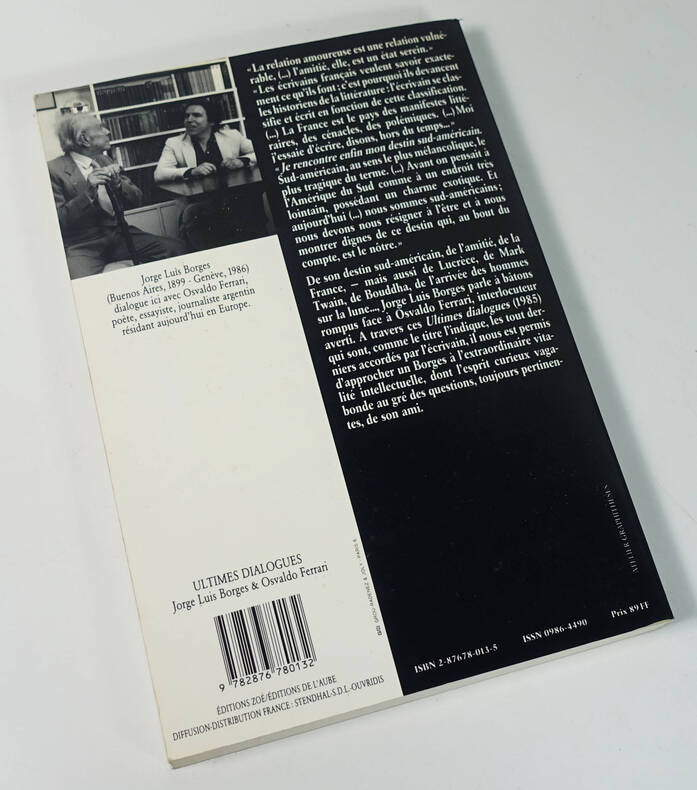 Jorge Luis Borges
(Buenos Aires, 1899 - Genève, 1986)
dialogue ici avec Osvaldo Ferrari,
poète, essayiste, journaliste argentin
résidant aujourd'hui en Europe.
« La relation amoureuse est une relation vulné-
rable. (...) l'amitié, elle, est un état serein. »
« Les écrivains français veulent savoir exacte-
ment ce qu'ils font ; c'est pourquoi ils devancent
les historiens de la littérature : l'écrivain se clas-
sifie et écrit en fonction de cette classification.
(...) La France est le pays des manifestes litté-
raires, des cénacles, des polémiques. (...) Moi
j'essaie d'écrire, disons, hors du temps... »
« Je rencontre enfin mon destin sud-américain.
Sud-américain, au sens le plus mélancolique, le
plus tragique du terme. (...) Avant on pensait à
l'Amérique du Sud comme à un endroit très
lointain, possédant un charme exotique. Et
aujourd'hui (...) nous sommes sud-américains ;
nous devons nous résigner à l'être et à nous
montrer dignes de ce destin qui, au bout du
compte, est le nôtre. »
De son destin sud-américain, de l'amitié, de la
France, — mais aussi de Lucrèce, de Mark
Twain, de Bouddha, de l'arrivée des hommes
sur la lune..., Jorge Luis Borges parle à bâtons
rompus face à Osvaldo Ferrari, interlocuteur
averti. A travers ces Ultimes dialogues (1985)
qui sont, comme le titre l'indique, les tout der-
niers accordés par l'écrivain, il nous est permis
d'approcher un Borges à l'extraordinaire vita-
lité intellectuelle, dont l'esprit curieux vaga-
bonde au gré des questions, toujours pertinen-
tes, de son ami.
ULTIMES DIALOGUES
Jorge Luis Borges & Osvaldo Ferrari
9 782876 780132
ÉDITIONS ZOÉ/ÉDITIONS DE L'AUBE
DIFFUSION-DISTRIBUTION FRANCE : STENDHAL-S.D.L-OUVRIDIS
ISBN 2-87678-013-5
ISSN 0986-4490
Prix 89 FF